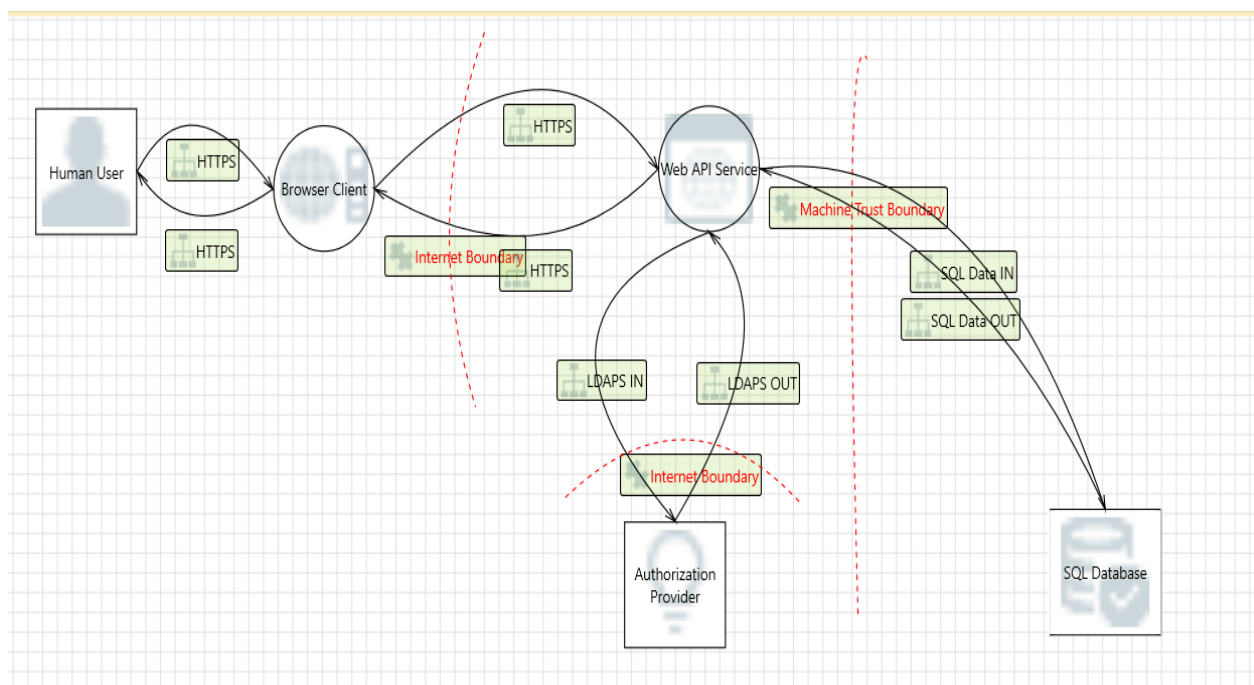 HTTPS
HTTPS
Human User
Browser Client
Web API Service
Machine Trust Boundary
HTTPS
Internet Boundary
HTTPS
SQL Data IN
SQL Data OUT
LDAPS IN
LDAPS OUT
Internet Boundary
Authorization
Provider
SQL Database